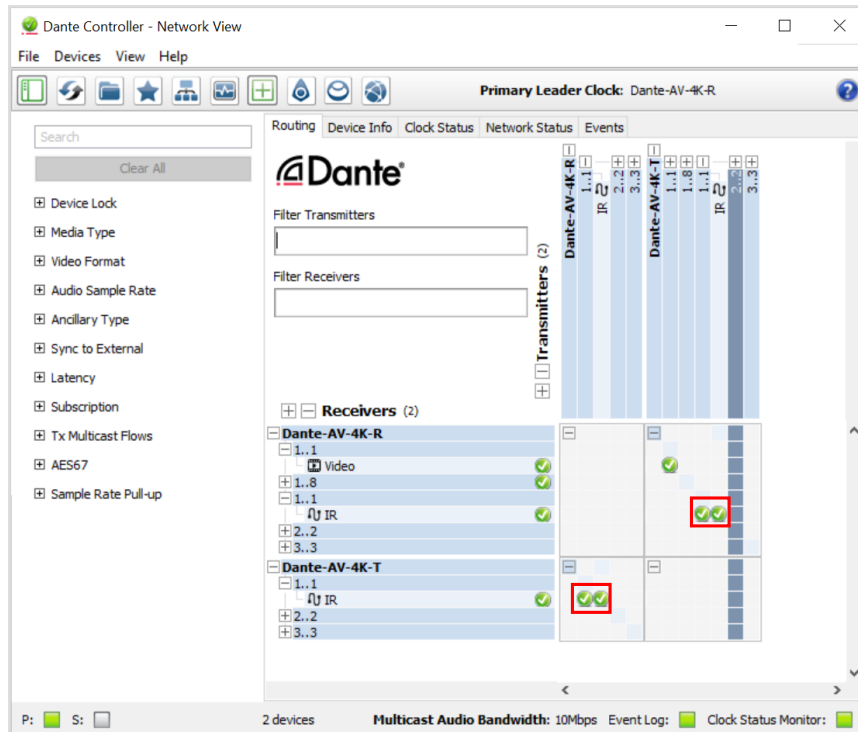 Dante Controller - Network View
File Devices View Help
Primary Leader Clock: Dante-AV-4K-R
?
Routing Device Info Clock Status Network Status Events
Search
Clear All
Device Lock
Media Type
Video Format
Audio Sample Rate
Ancillary Type
Sync to External
Latency
Subscription
Tx Multicast Flows
AES67
Sample Rate Pull-up
Dante
Filter Transmitters
Filter Receivers
Transmitters (2)
Dante-AV-4K-R
1..1
IR
2..2
3..3
Dante-AV-4K-T
1..1
1..8
1..1
IR
2..2
3..3
Receivers (2)
Dante-AV-4K-R
1..1
Video
1..8
1..1
IR
2..2
3..3
Dante-AV-4K-T
1..1
IR
2..2
3..3
P: S: 2 devices Multicast Audio Bandwidth: 10Mbps Event Log: Clock Status Monitor: